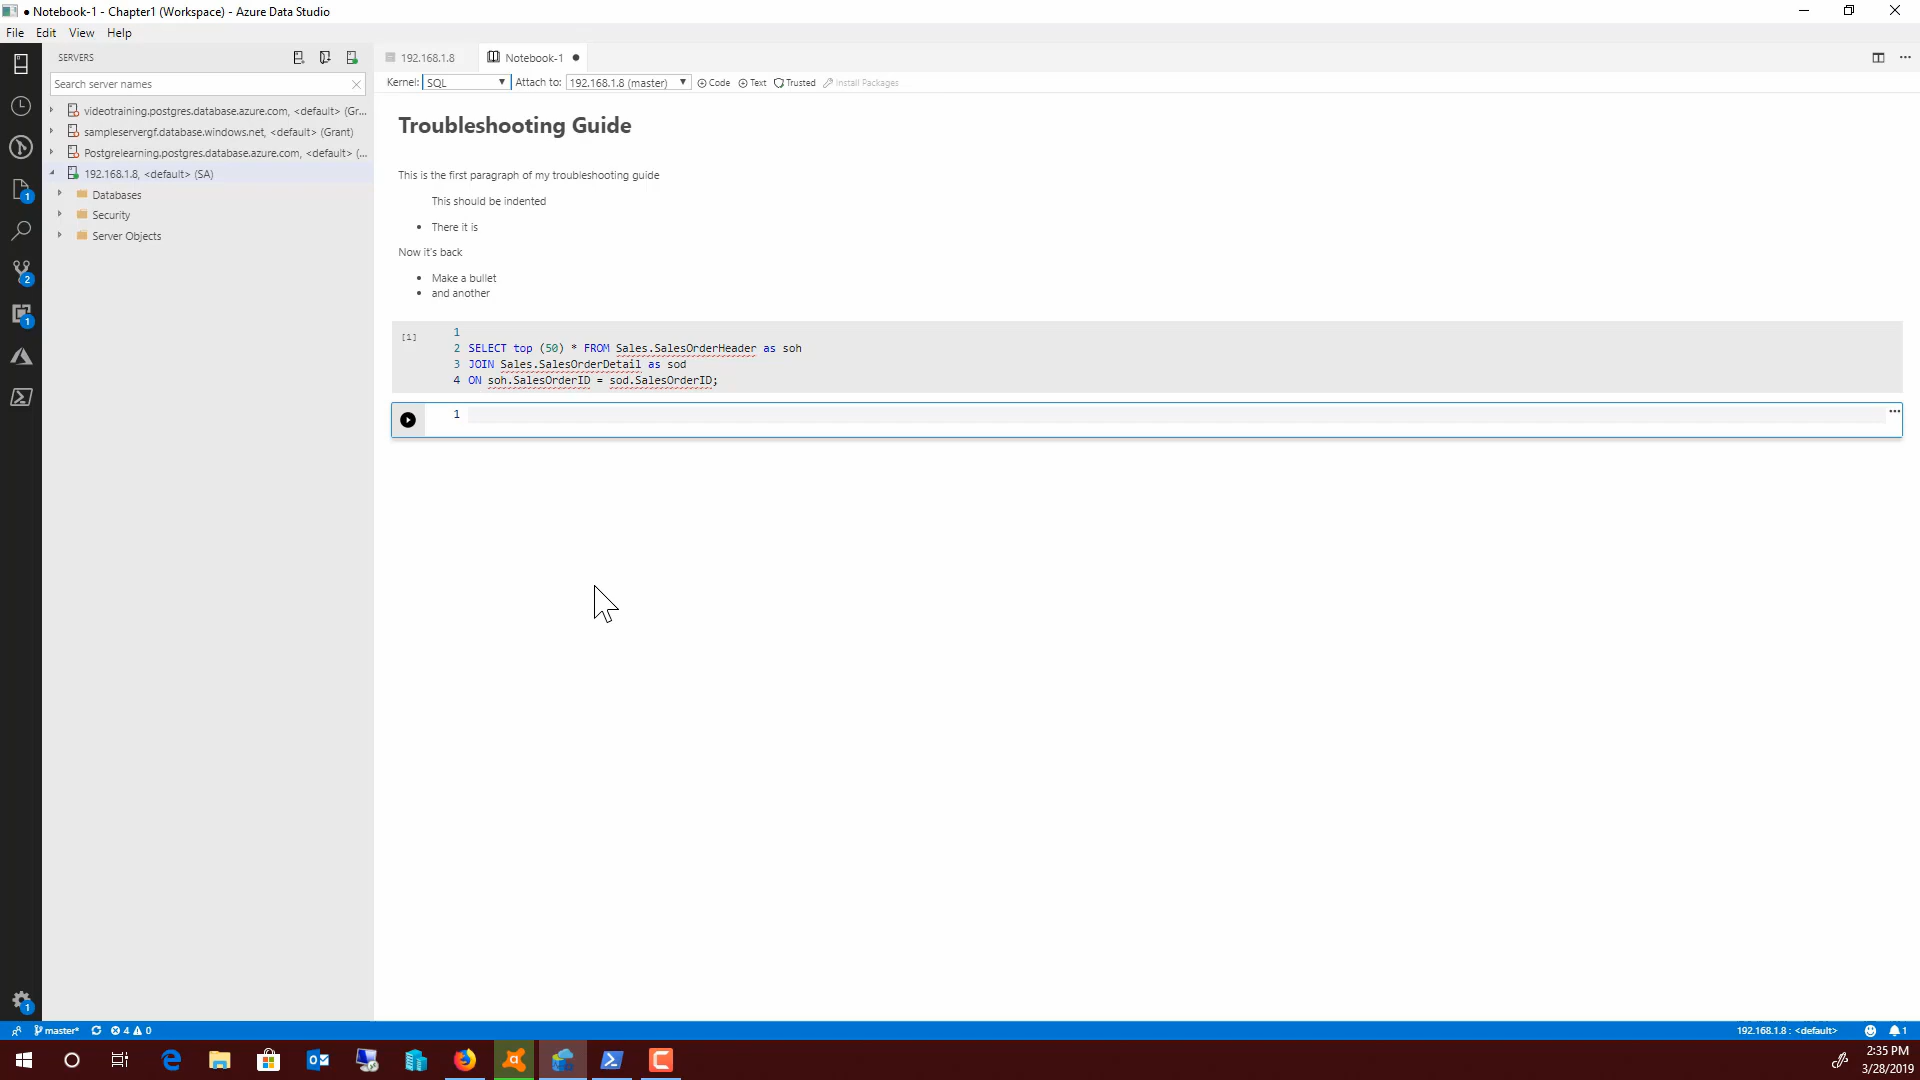 ● Notebook-1 - Chapter1 (Workspace) - Azure Data Studio
File Edit View Help
SERVERS
192.168.1.8
Notebook-1 ●
Search server names
Kernel: SQL Attach to: 192.168.1.8 (master) Code Text Trusted Install Packages
videotraining.postgres.database.azure.com, <default> (Gr...
sampleservergf.database.windows.net, <default> (Grant)
Postgrelearning.postgres.database.azure.com, <default> (...
192.168.1.8, <default> (SA)
Databases
Security
Server Objects
Troubleshooting Guide
This is the first paragraph of my troubleshooting guide
This should be indented
• There it is
Now it's back
• Make a bullet
• and another
[1]
1
2 SELECT top (50) * FROM Sales.SalesOrderHeader as soh
3 JOIN Sales.SalesOrderDetail as sod
4 ON soh.SalesOrderID = sod.SalesOrderID;
1
1
2
1
1
master* 4 0
192.168.1.8 : <default> 1
2:35 PM
3/28/2019